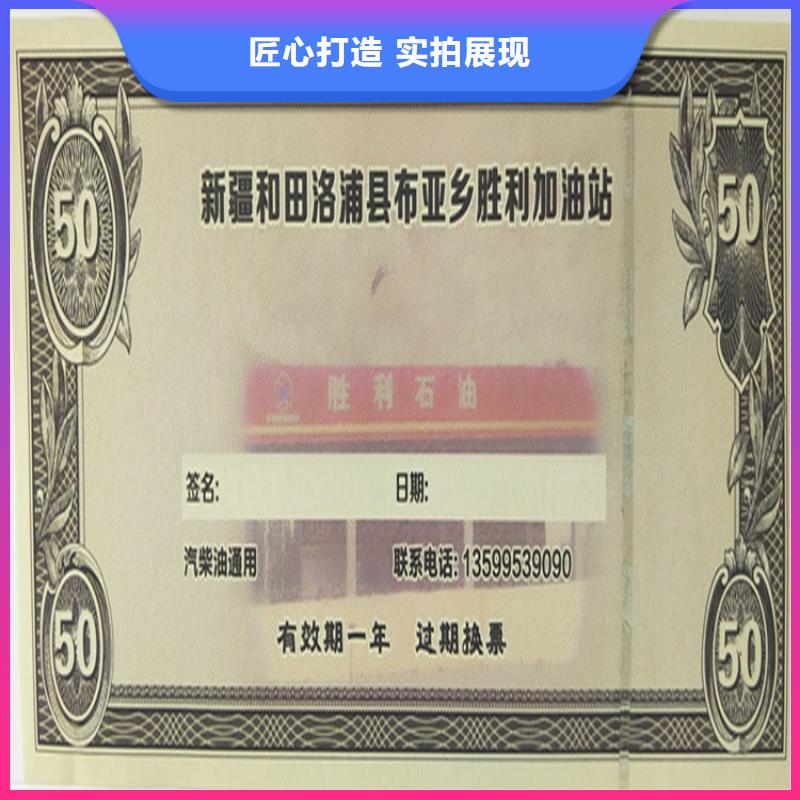 匠心打造 实拍展现
新疆和田洛浦县布亚乡胜利加油站
50 50
胜利石油
签名: 日期:
汽柴油通用 联系电话: 13599539090
有效期一年 过期换票
50 50